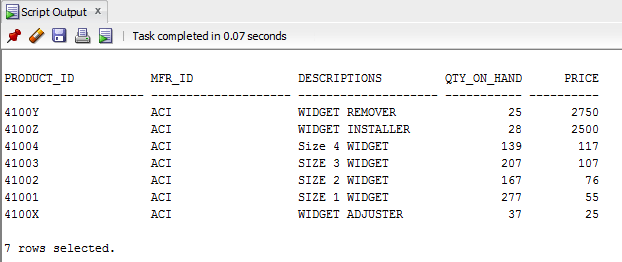 Script Output x
Task completed in 0.07 seconds
PRODUCT_ID MFR_ID DESCRIPTIONS QTY_ON_HAND PRICE
-------------------- -------------------- -------------------- ----------- ----------
4100Y ACI WIDGET REMOVER 25 2750
4100Z ACI WIDGET INSTALLER 28 2500
41004 ACI Size 4 WIDGET 139 117
41003 ACI SIZE 3 WIDGET 207 107
41002 ACI SIZE 2 WIDGET 167 76
41001 ACI SIZE 1 WIDGET 277 55
4100X ACI WIDGET ADJUSTER 37 25
7 rows selected.